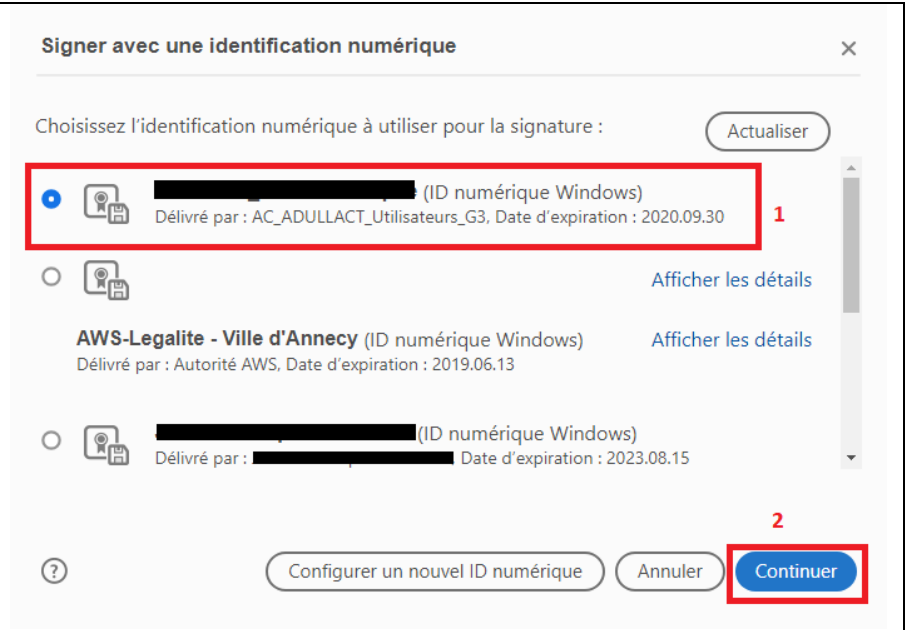 Signer avec une identification numérique
Choisissez l'identification numérique à utiliser pour la signature :
Actualiser
(ID numérique Windows)
Délivré par : AC_ADULLACT_Utilisateurs_G3, Date d'expiration : 2020.09.30
1
Afficher les détails
AWS-Legalite - Ville d'Annecy (ID numérique Windows)
Afficher les détails
Délivré par : Autorité AWS, Date d'expiration : 2019.06.13
(ID numérique Windows)
Délivré par : , Date d'expiration : 2023.08.15
2
?
Configurer un nouvel ID numérique
Annuler
Continuer